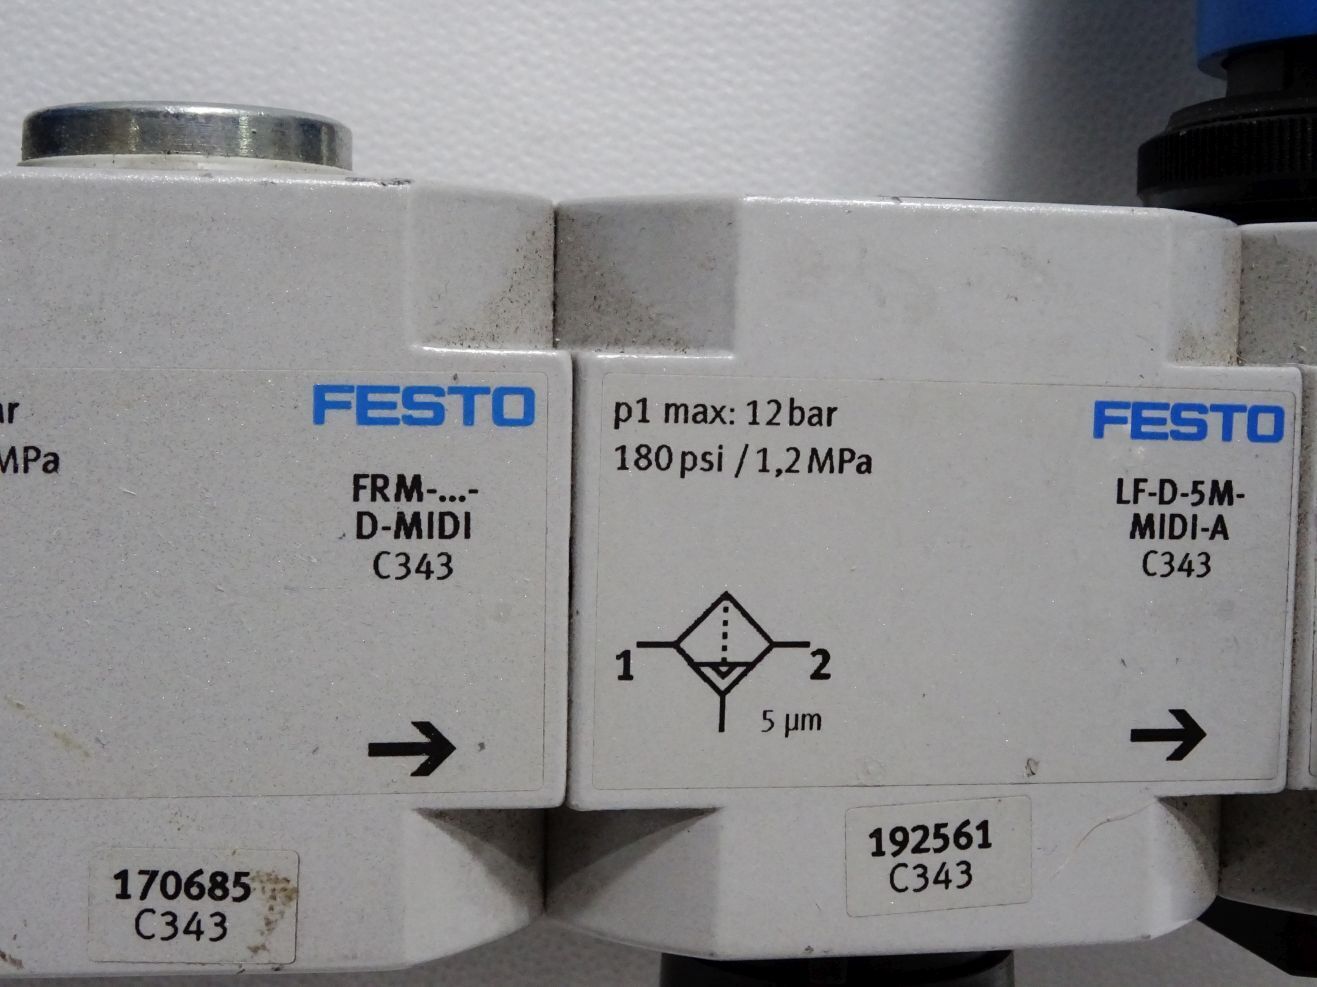 MPa
FESTO
FRM-...-
D-MIDI
C343
170685
C343
p1 max: 12 bar
180 psi / 1,2 MPa
FESTO
LF-D-5M-
MIDI-A
C343
1
2
5 µm
192561
C343